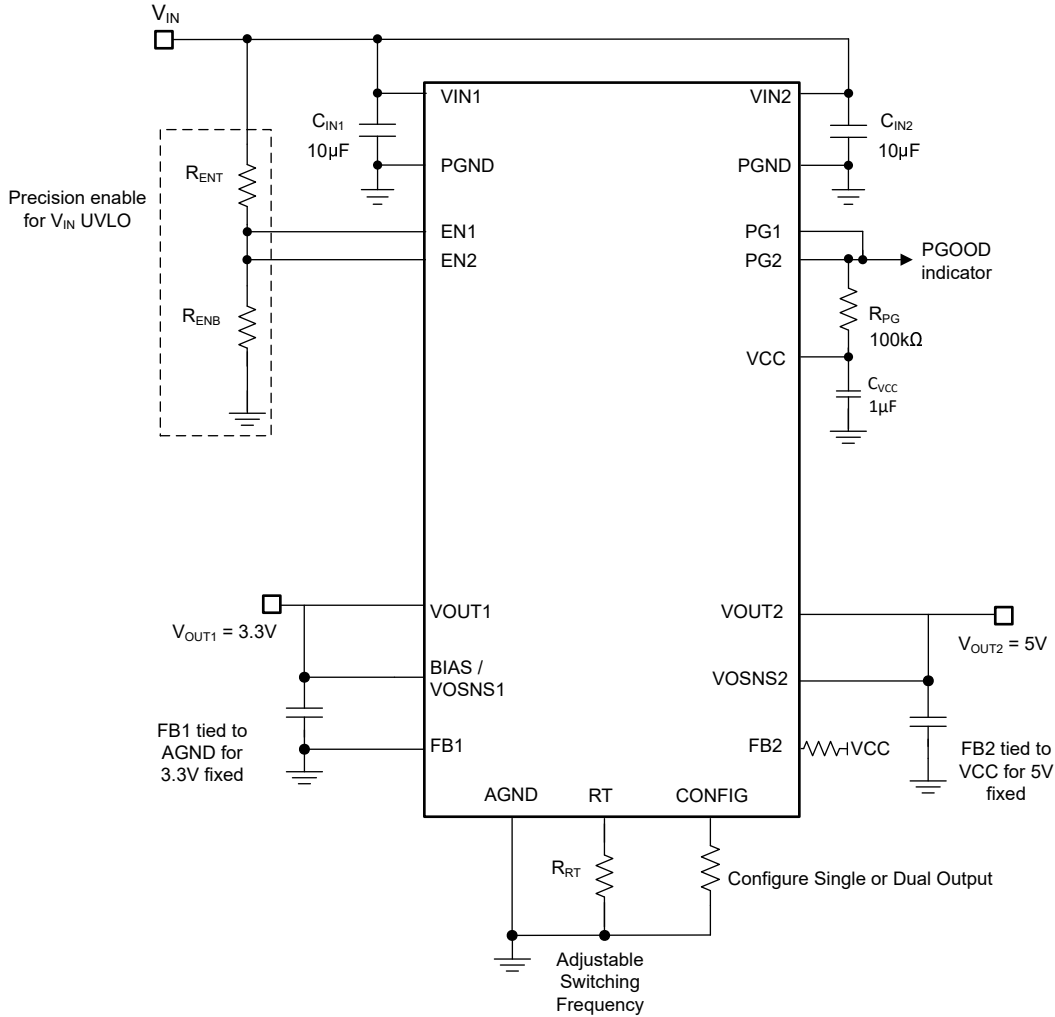 VIN
VIN1
VIN2
CIN1
10µF
CIN2
10µF
PGND
PGND
RENT
Precision enable
for VIN UVLO
EN1
PG1
EN2
PG2
PGOOD
indicator
RENB
RPG
100kΩ
VCC
CVCC
1µF
VOUT1
VOUT2
VOUT1 = 3.3V
VOUT2 = 5V
BIAS /
VOSNS1
VOSNS2
FB1 tied to
AGND for
3.3V fixed
FB1
FB2
VCC
FB2 tied to
VCC for 5V
fixed
AGND
RT
CONFIG
RRT
Configure Single or Dual Output
Adjustable
Switching
Frequency